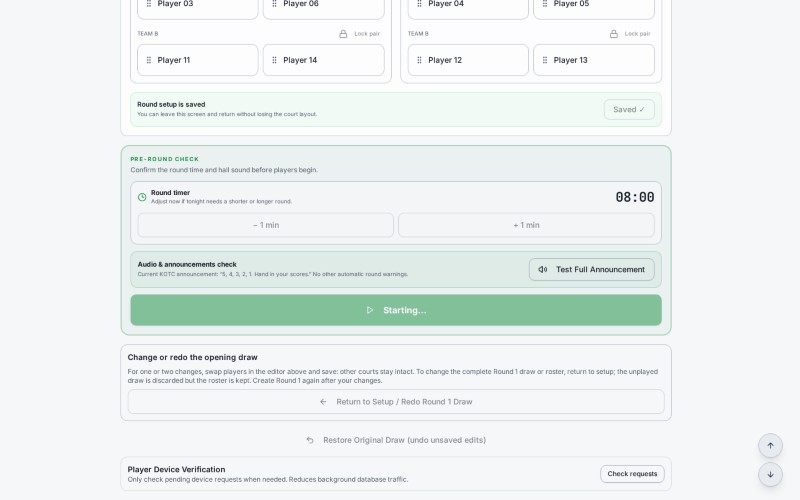 Player 03
Player 06
Player 04
Player 05
TEAM B
Lock pair
TEAM B
Lock pair
Player 11
Player 14
Player 12
Player 13
Round setup is saved
You can leave this screen and return without losing the court layout.
Saved ✓
PRE-ROUND CHECK
Confirm the round time and hall sound before players begin.
Round timer
Adjust now if tonight needs a shorter or longer round.
08:00
− 1 min
+ 1 min
Audio & announcements check
Current KOTC announcement: "5, 4, 3, 2, 1. Hand in your scores." No other automatic round warnings.
Test Full Announcement
Starting...
Change or redo the opening draw
For one or two changes, swap players in the editor above and save: other courts stay intact. To change the complete Round 1 draw or roster, return to setup; the unplayed
draw is discarded but the roster is kept. Create Round 1 again after your changes.
Return to Setup / Redo Round 1 Draw
Restore Original Draw (undo unsaved edits)
Player Device Verification
Only check pending device requests when needed. Reduces background database traffic.
Check requests